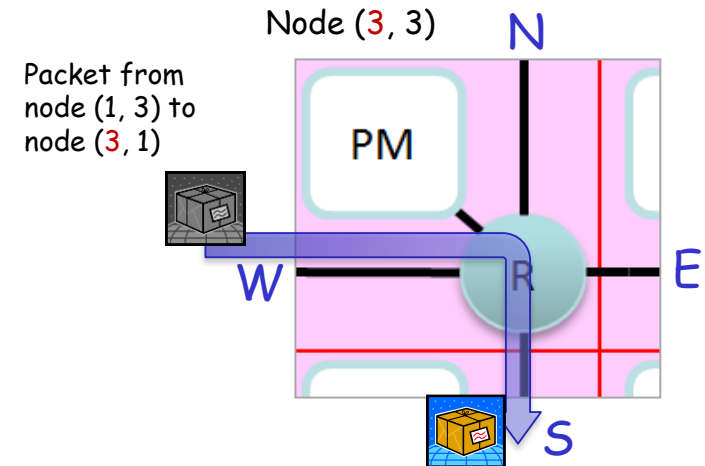 Node (3, 3)
N
Packet from
node (1, 3) to
node (3, 1)
PM
W
R
E
S